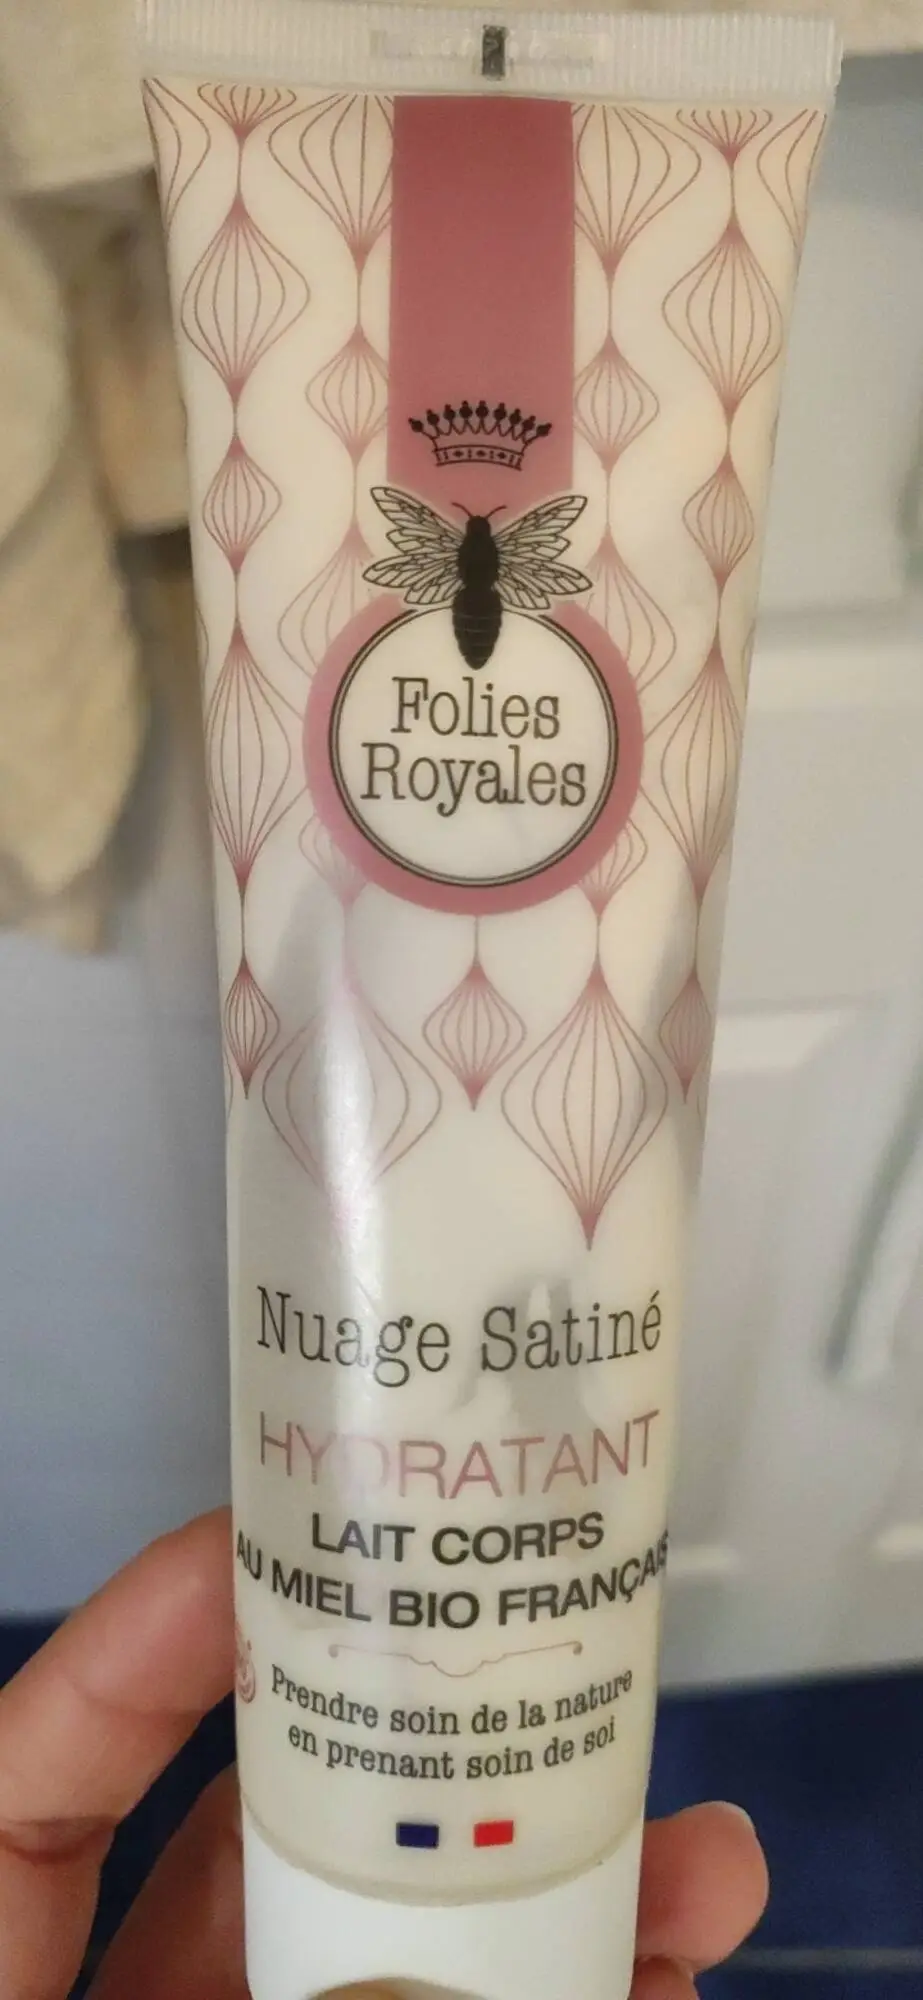 Folies
Royales
Nuage Satiné
HYDRATANT
LAIT CORPS
AU MIEL BIO FRANÇAIS
Prendre soin de la nature
en prenant soin de soi